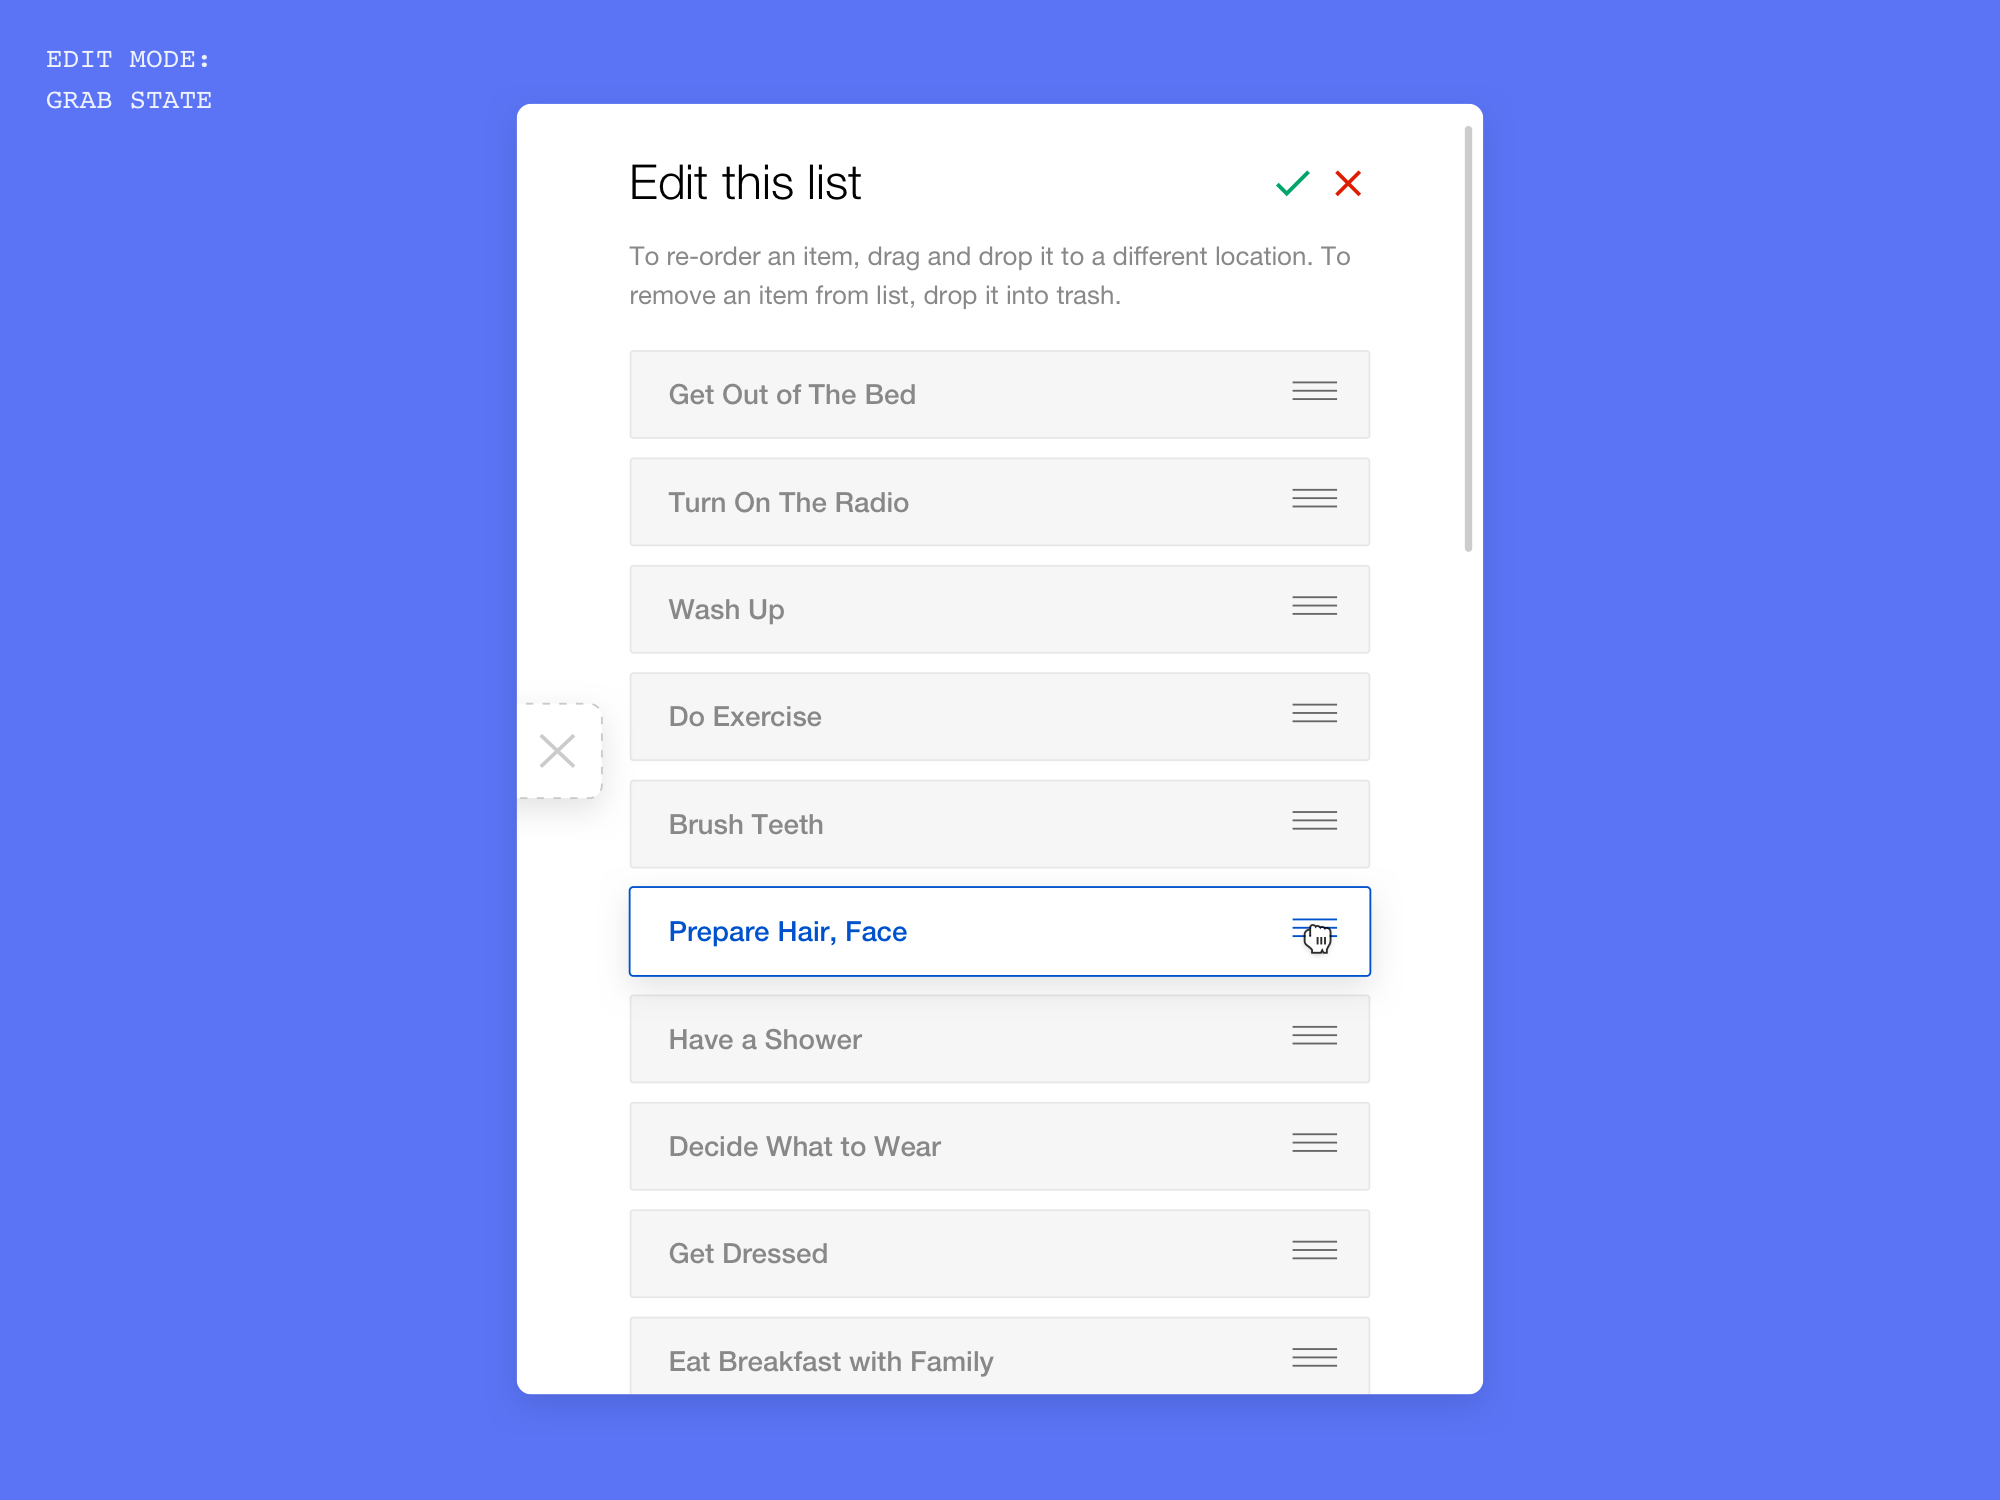 EDIT MODE:
GRAB STATE
Edit this list
To re-order an item, drag and drop it to a different location. To
remove an item from list, drop it into trash.
Get Out of The Bed
Turn On The Radio
Wash Up
Do Exercise
Brush Teeth
Prepare Hair, Face
Have a Shower
Decide What to Wear
Get Dressed
Eat Breakfast with Family